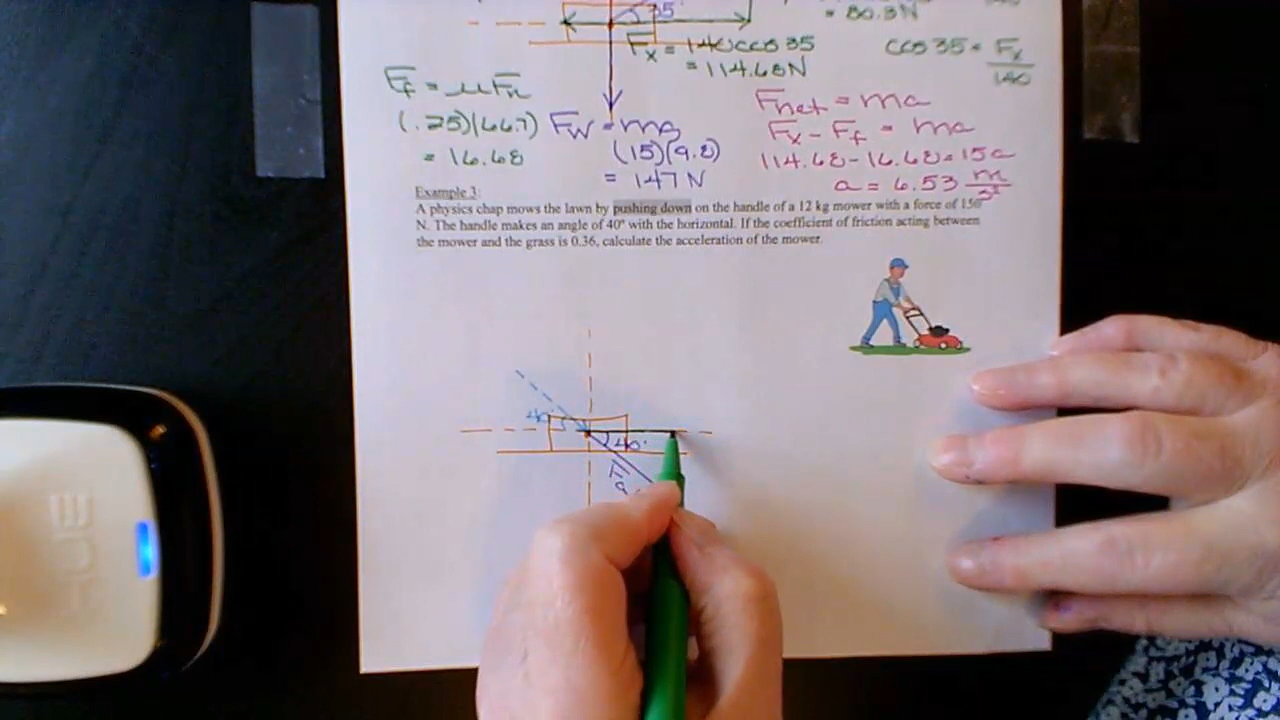 = 80.3N
35
Fx = 140cos35
= 114.68N
cos35 = Fx
140
Ff = μFn
(.25)(66.7)
= 16.68
Fw = mg
(15)(9.8)
= 147N
Fnet = ma
Fx - Ff = ma
114.68 - 16.68 = 15a
a = 6.53 m/s²
Example 3:
A physics chap mows the lawn by pushing down on the handle of a 12 kg mower with a force of 150
N. The handle makes an angle of 40° with the horizontal. If the coefficient of friction acting between
the mower and the grass is 0.36, calculate the acceleration of the mower.
40°
40°
Fa
HUE